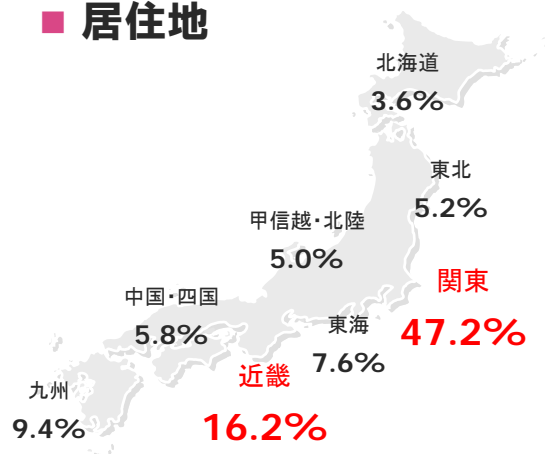 ■ 居住地
北海道
3.6%
東北
5.2%
甲信越・北陸
5.0%
関東
47.2%
中国・四国
5.8%
東海
7.6%
近畿
16.2%
九州
9.4%